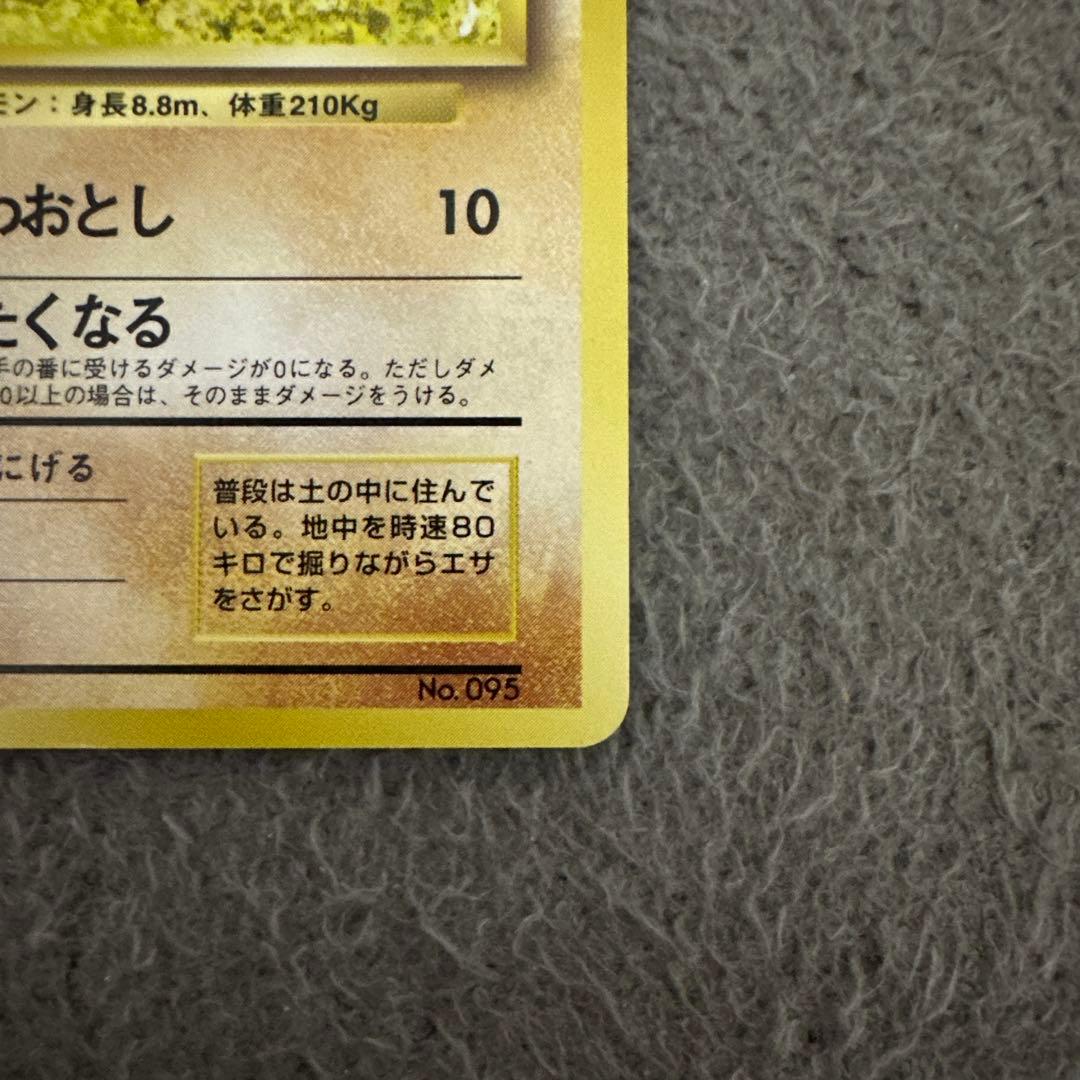 モン：身長8.8m、体重210Kg
わおとし 10
たくなる
手の番に受けるダメージが0になる。ただしダメ
0以上の場合は、そのままダメージをうける。
にげる
普段は土の中に住んで
いる。地中を時速80
キロで掘りながらエサ
をさがす。
No. 095